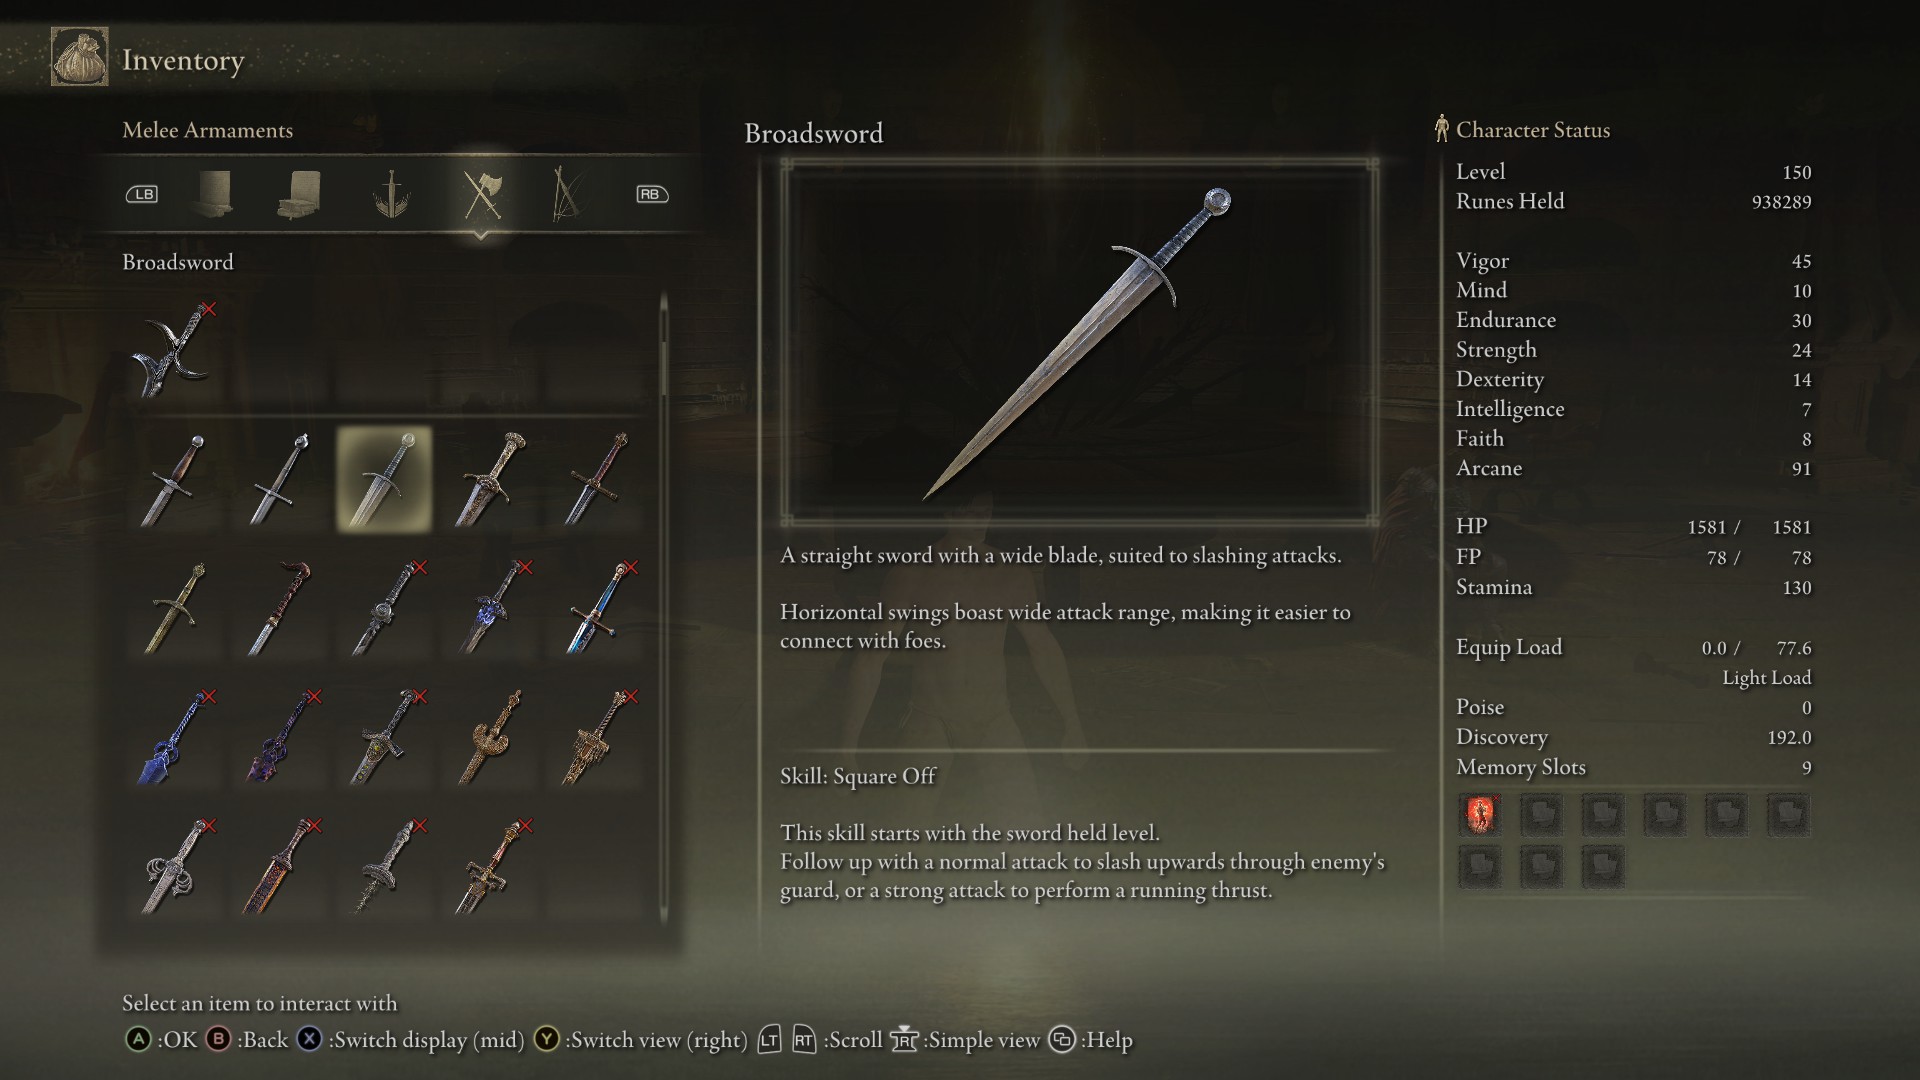 Inventory
Melee Armaments
LB
RB
Broadsword
Broadsword
A straight sword with a wide blade, suited to slashing attacks.
Horizontal swings boast wide attack range, making it easier to
connect with foes.
Skill: Square Off
This skill starts with the sword held level.
Follow up with a normal attack to slash upwards through enemy's
guard, or a strong attack to perform a running thrust.
Character Status
Level 150
Runes Held 938289
Vigor 45
Mind 10
Endurance 30
Strength 24
Dexterity 14
Intelligence 7
Faith 8
Arcane 91
HP 1581 / 1581
FP 78 / 78
Stamina 130
Equip Load 0.0 / 77.6
Light Load
Poise 0
Discovery 192.0
Memory Slots 9
Select an item to interact with
A :OK B :Back X :Switch display (mid) Y :Switch view (right) LT RT :Scroll R :Simple view :Help